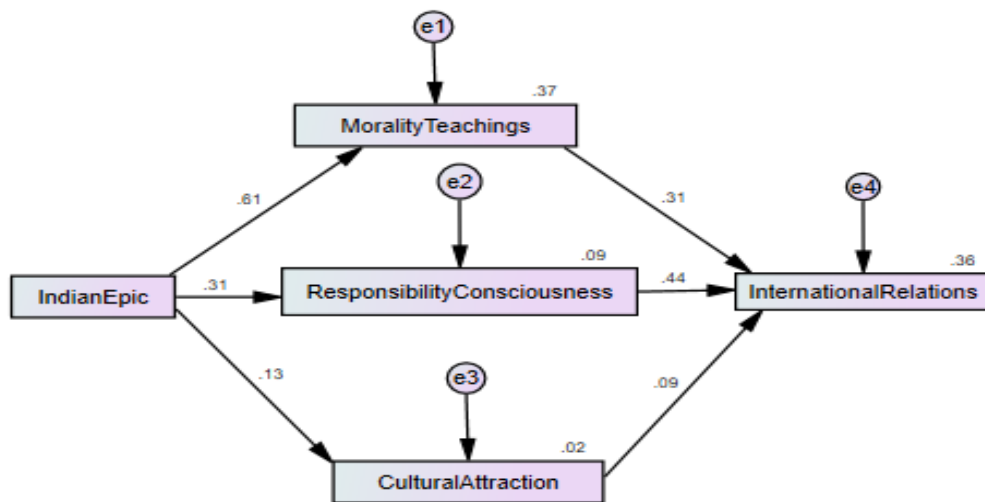 e1
.37
MoralityTeachings
e2
e4
.61
.31
.09
.36
IndianEpic
.31
ResponsibilityConsciousness
.44
InternationalRelations
.13
e3
.09
.02
CulturalAttraction